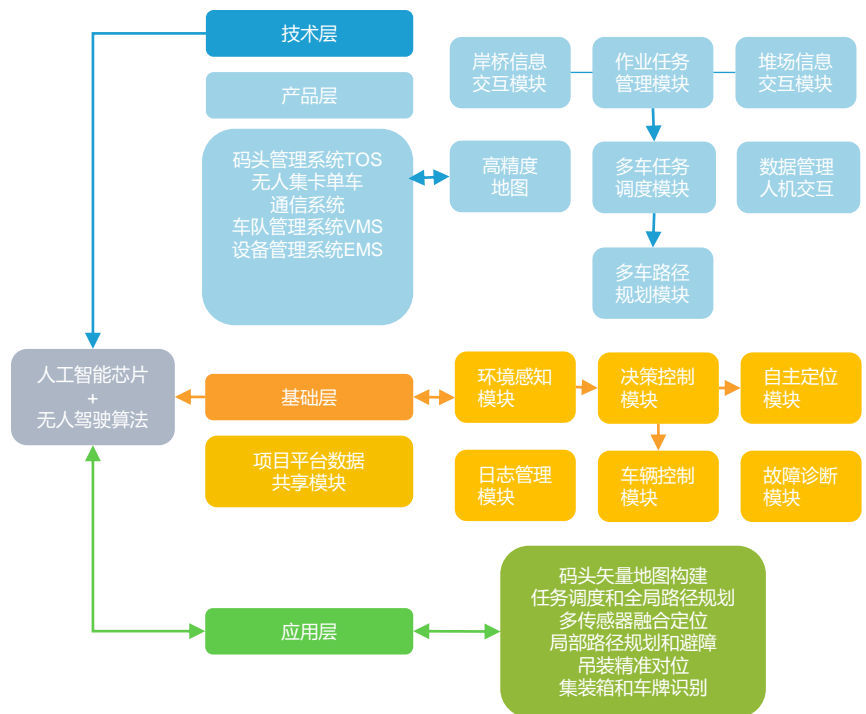 技术层
产品层
码头管理系统TOS
无人集卡单车
通信系统
车队管理系统VMS
设备管理系统EMS
岸桥信息
交互模块
作业任务
管理模块
堆场信息
交互模块
高精度
地图
多车任务
调度模块
数据管理
人机交互
多车路径
规划模块
人工智能芯片
+
无人驾驶算法
基础层
项目平台数据
共享模块
环境感知
模块
决策控制
模块
自主定位
模块
日志管理
模块
车辆控制
模块
故障诊断
模块
应用层
码头矢量地图构建
任务调度和全局路径规划
多传感器融合定位
局部路径规划和避障
吊装精准对位
集装箱和车牌识别